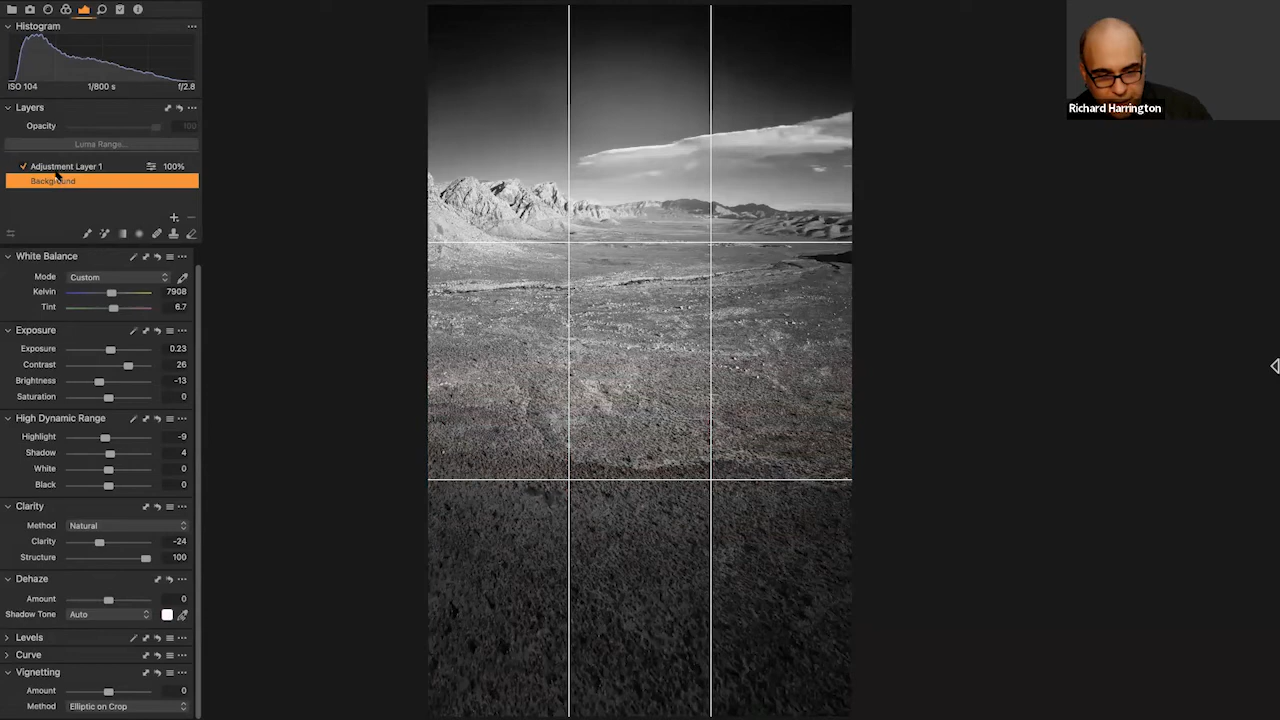 Histogram
ISO 104 1/800 s f/2.8
Layers
Opacity 100
Luma Range...
Adjustment Layer 1 100%
Background
White Balance
Mode Custom
Kelvin 7908
Tint 6.7
Exposure
Exposure 0.23
Contrast 26
Brightness -13
Saturation 0
High Dynamic Range
Highlight -9
Shadow 4
White 0
Black 0
Clarity
Method Natural
Clarity -24
Structure 100
Dehaze
Amount 0
Shadow Tone Auto
Levels
Curve
Vignetting
Amount 0
Method Elliptic on Crop
Richard Harrington